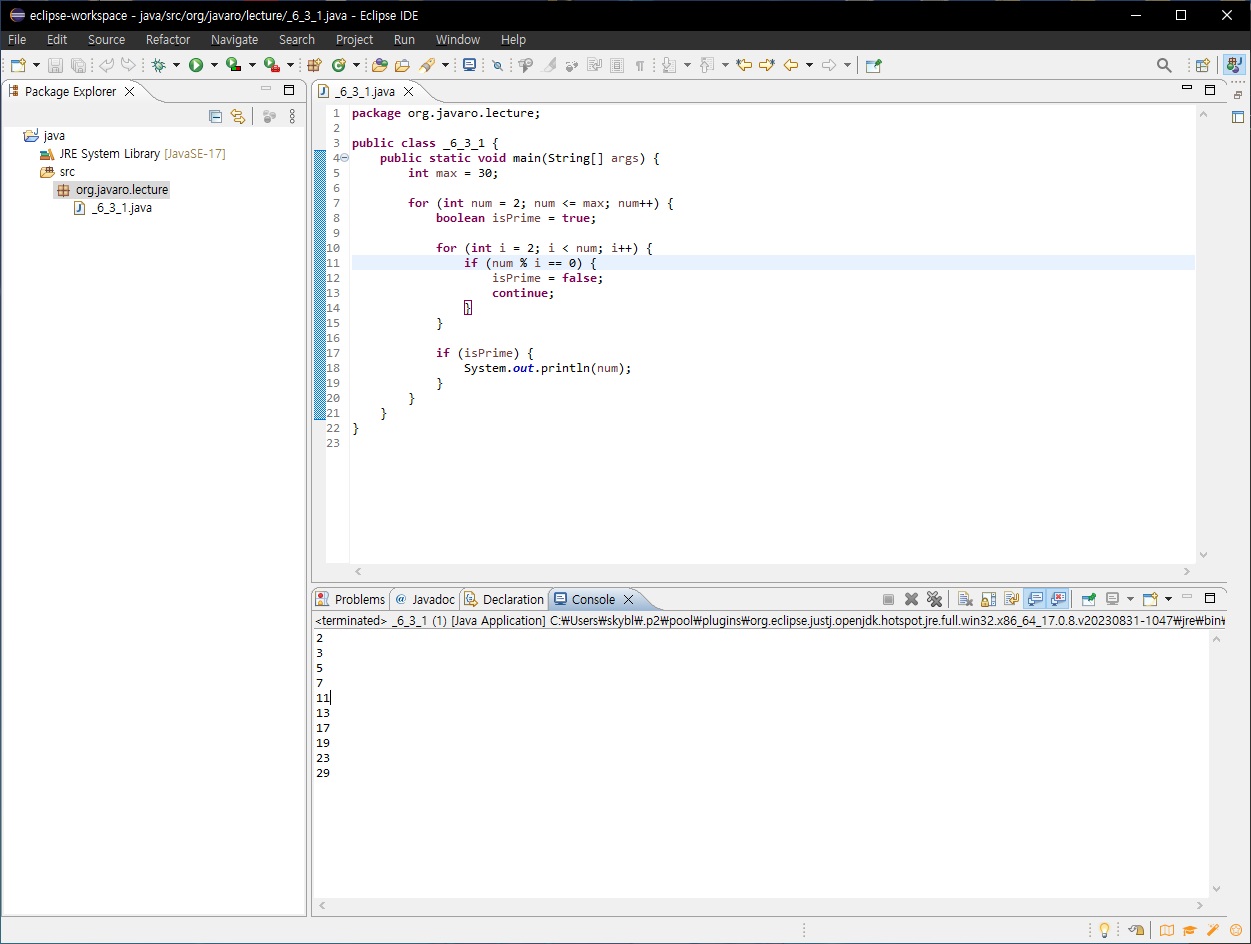 eclipse-workspace - java/src/org/javaro/lecture/_6_3_1.java - Eclipse IDE
File Edit Source Refactor Navigate Search Project Run Window Help
Package Explorer
java
JRE System Library [JavaSE-17]
src
org.javaro.lecture
_6_3_1.java
_6_3_1.java
1 package org.javaro.lecture;
2
3 public class _6_3_1 {
4 public static void main(String[] args) {
5 int max = 30;
6
7 for (int num = 2; num <= max; num++) {
8 boolean isPrime = true;
9
10 for (int i = 2; i < num; i++) {
11 if (num % i == 0) {
12 isPrime = false;
13 continue;
14 }
15 }
16
17 if (isPrime) {
18 System.out.println(num);
19 }
20 }
21 }
22 }
23
Problems @ Javadoc Declaration Console
<terminated> _6_3_1 (1) [Java Application] C:₩Users₩skybl₩.p2₩pool₩plugins₩org.eclipse.justj.openjdk.hotspot.jre.full.win32.x86_64_17.0.8.v20230831-1047₩jre₩bin₩
2
3
5
7
11
13
17
19
23
29